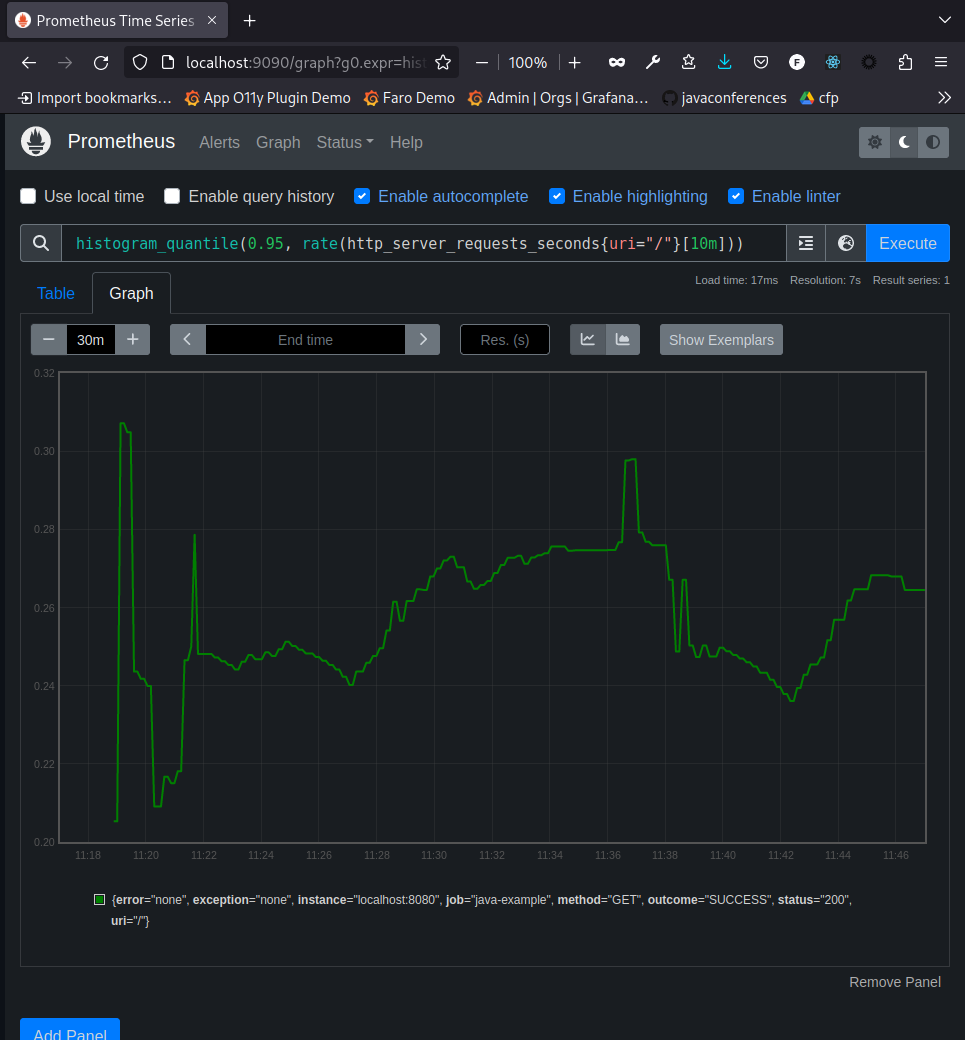 Prometheus Time Series
localhost:9090/graph?g0.expr=his
100%
Import bookmarks…
App O11y Plugin Demo
Faro Demo
Admin | Orgs | Grafana…
javaconferences
cfp
Prometheus
Alerts
Graph
Status
Help
Use local time
Enable query history
Enable autocomplete
Enable highlighting
Enable linter
histogram_quantile(0.95, rate(http_server_requests_seconds{uri="/"}[10m]))
Execute
Load time: 17ms
Resolution: 7s
Result series: 1
Table
Graph
30m
End time
Res. (s)
Show Exemplars
0.32
0.30
0.28
0.26
0.24
0.22
0.20
11:18
11:20
11:22
11:24
11:26
11:28
11:30
11:32
11:34
11:36
11:38
11:40
11:42
11:44
11:46
{error="none", exception="none", instance="localhost:8080", job="java-example", method="GET", outcome="SUCCESS", status="200",
uri="/"}
Remove Panel
Add Panel